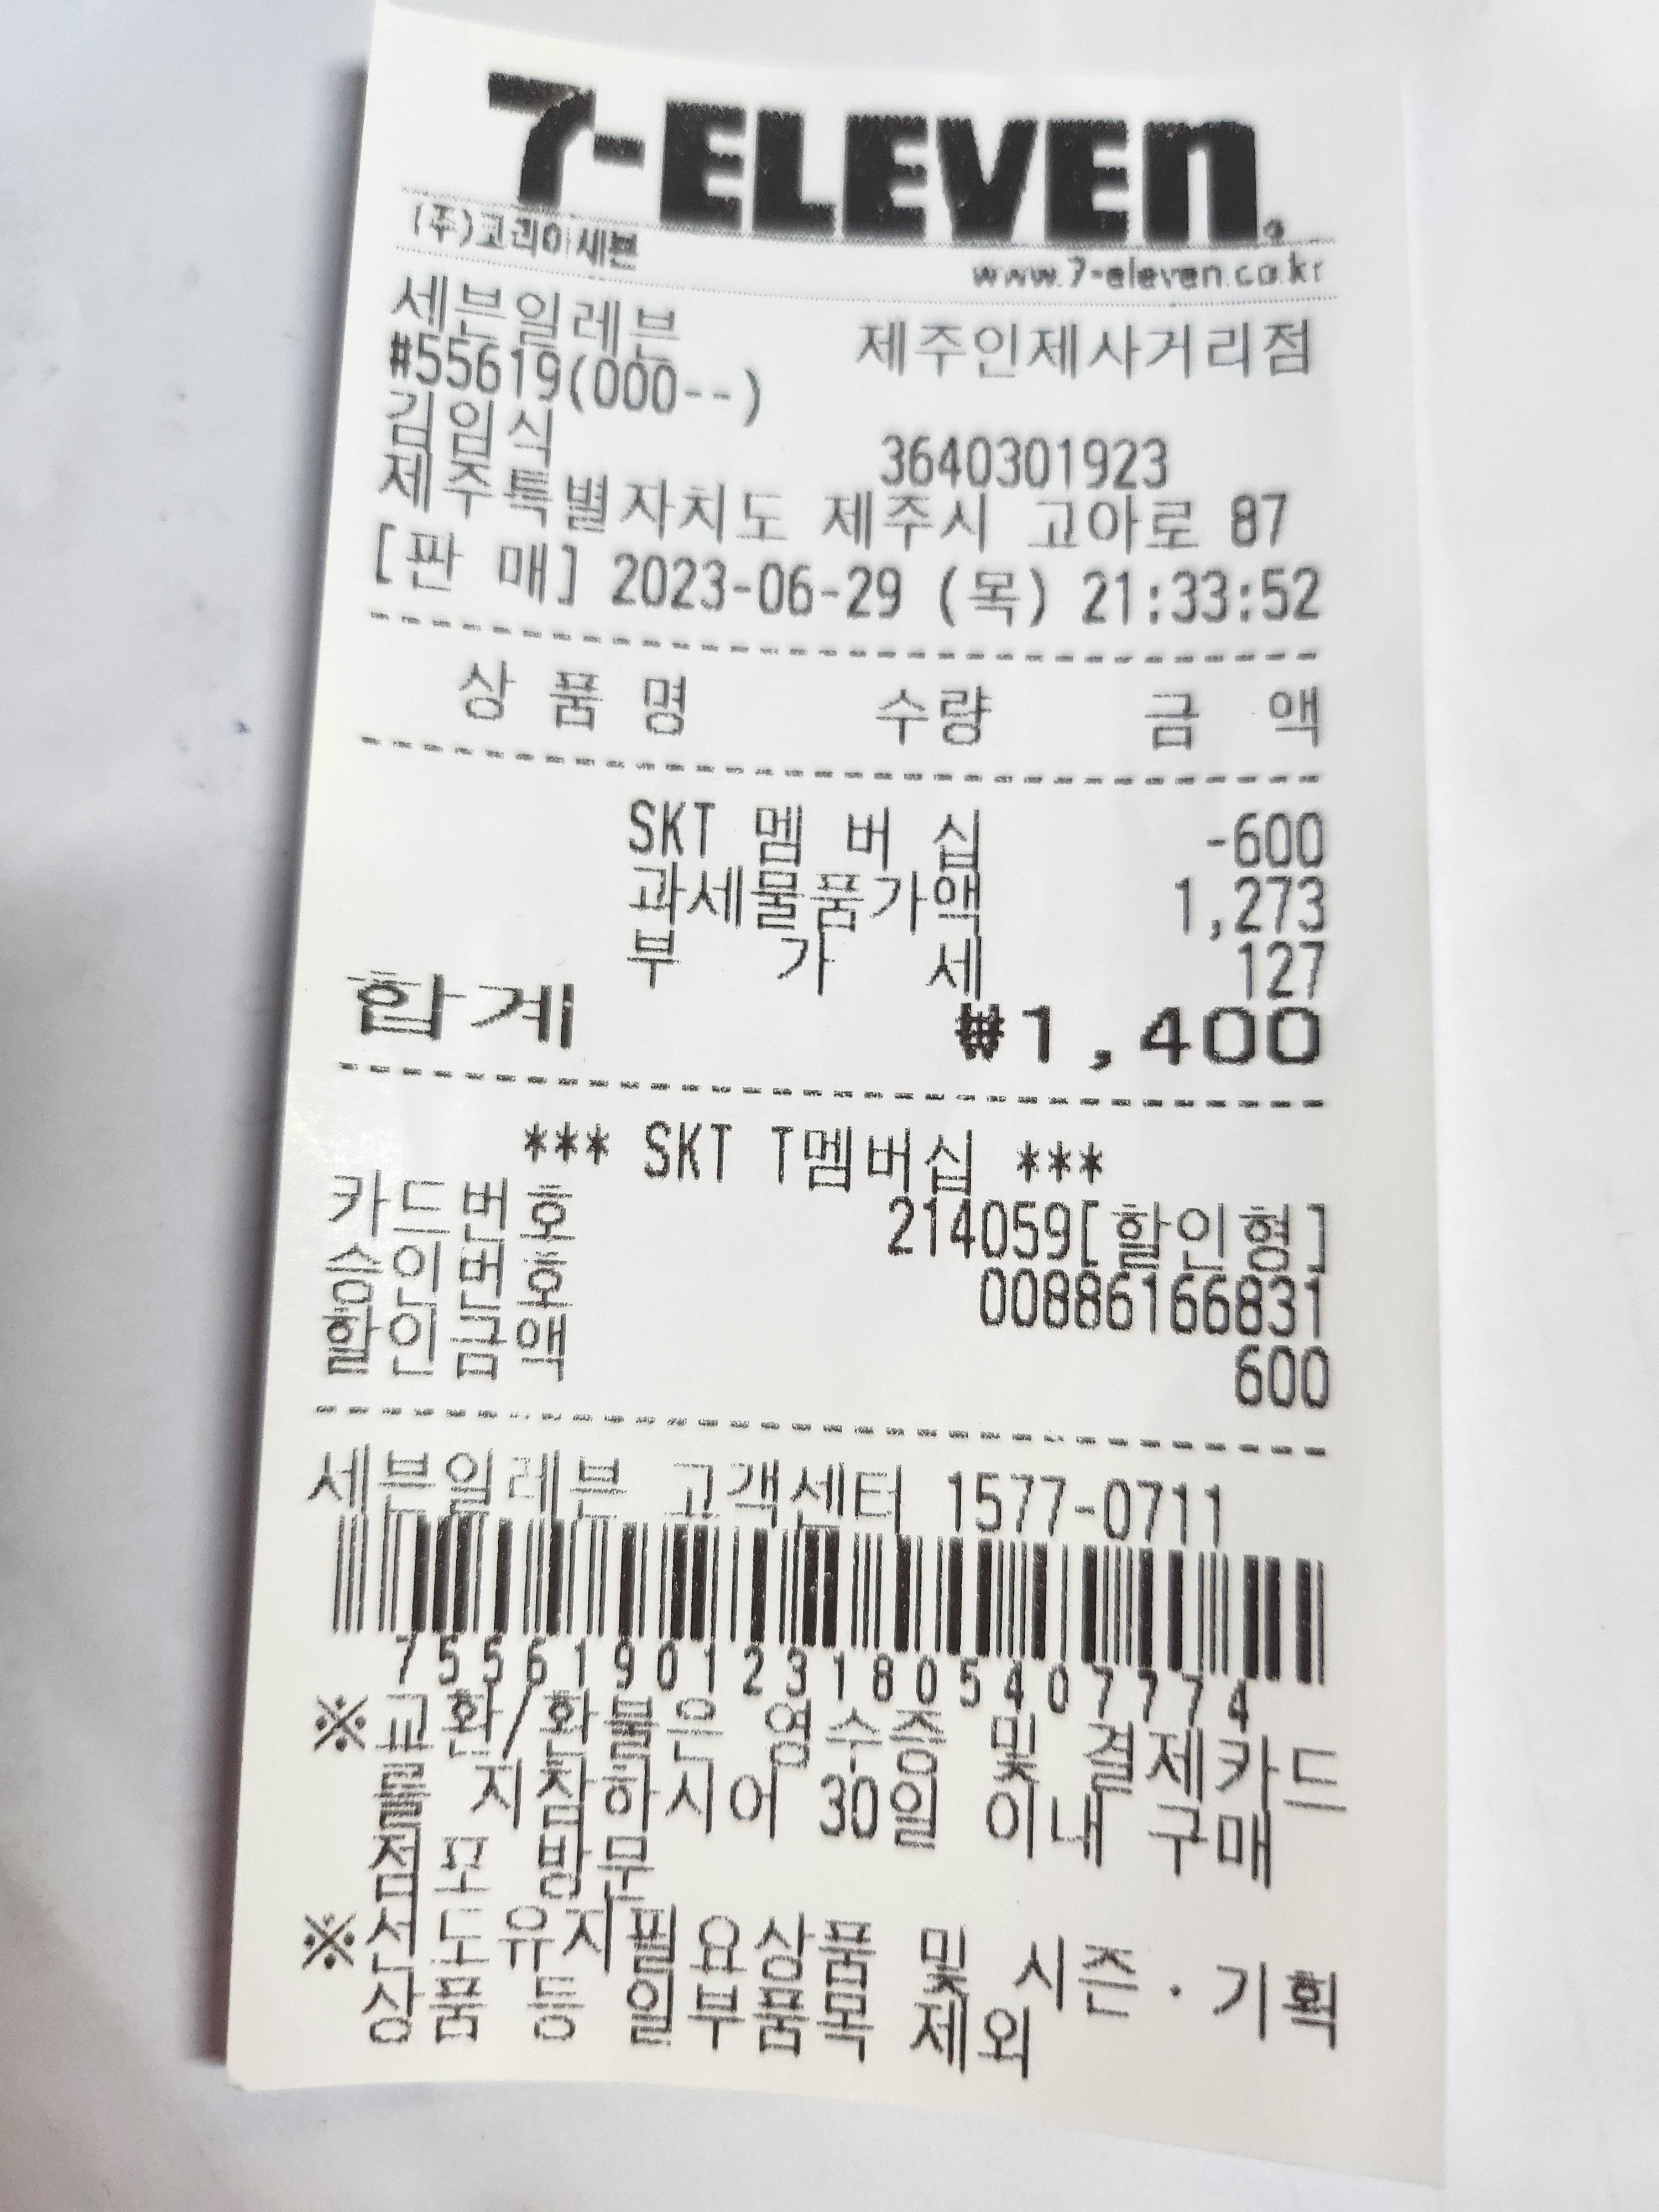 7-ELEVEn.
(주)코리아세븐
www.7-eleven.co.kr
세븐일레븐 제주인제사거리점
#55619(000--)
김임식 3640301923
제주특별자치도 제주시 고마로 87
[판 매] 2023-06-29 (목) 21:33:52
상 품 명 수량 금 액
SKT 멤 버 십 -600
과세물품가액 1,273
부 가 세 127
합계 ₩1,400
*** SKT T멤버십 ***
카드번호 214059[할인형]
승인번호 00886166831
할인금액 600
세븐일레븐 고객센터 1577-0711
75561901231805407774
※교환/환불은 영수증 및 결제카드
를 지참하시어 30일 이내 구매
점포 방문
※선도유지필요상품 및 시즌·기획
상품 등 일부품목 제외